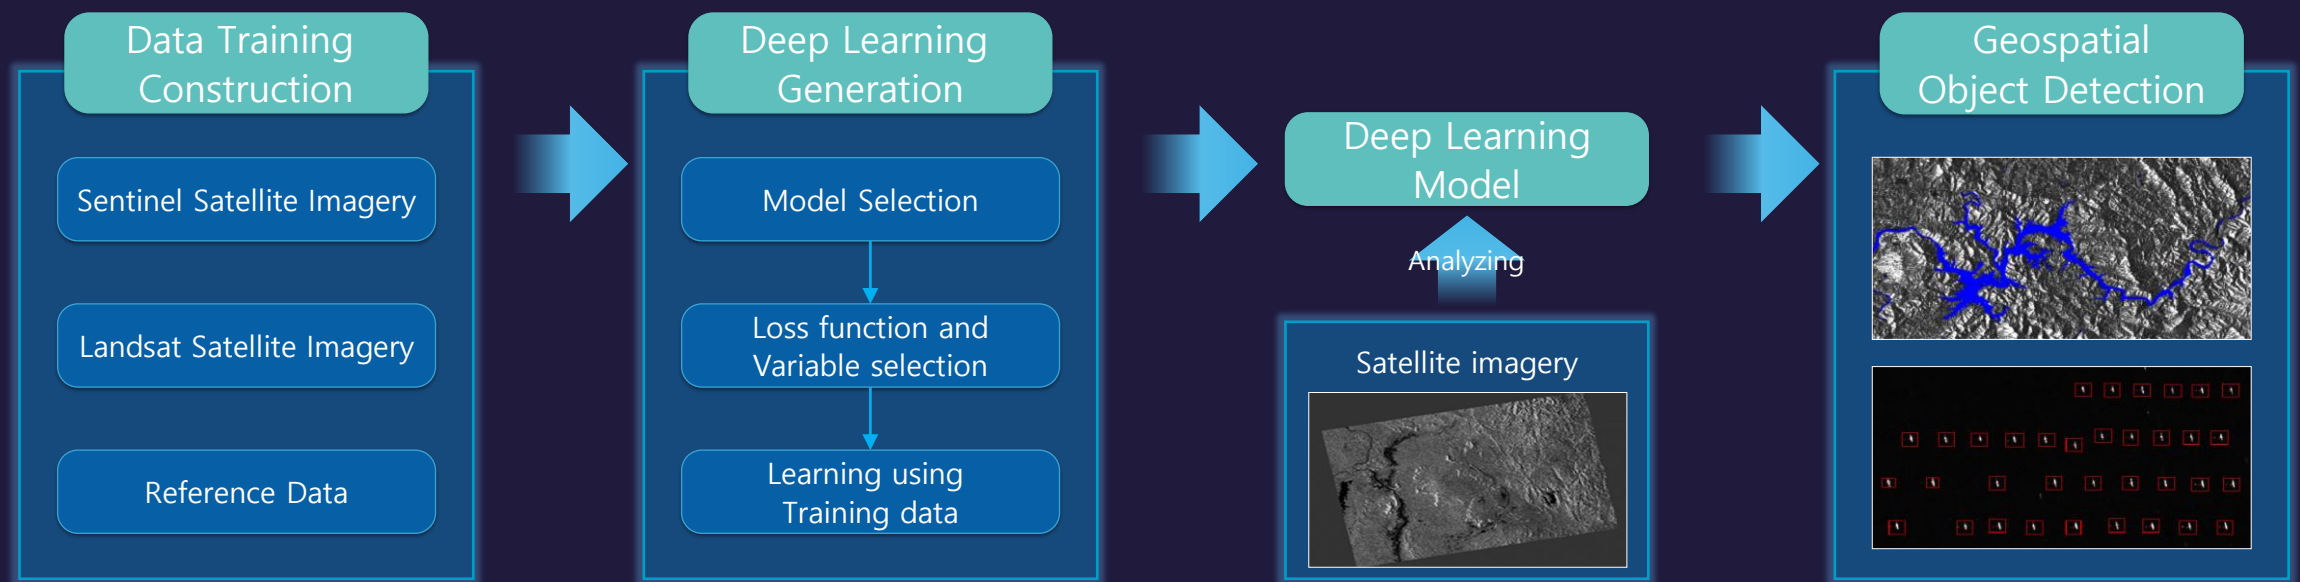 Data Training
Construction
Sentinel Satellite Imagery
Landsat Satellite Imagery
Reference Data
Deep Learning
Generation
Model Selection
Loss function and
Variable selection
Learning using
Training data
Deep Learning
Model
Analyzing
Satellite imagery
Geospatial
Object Detection